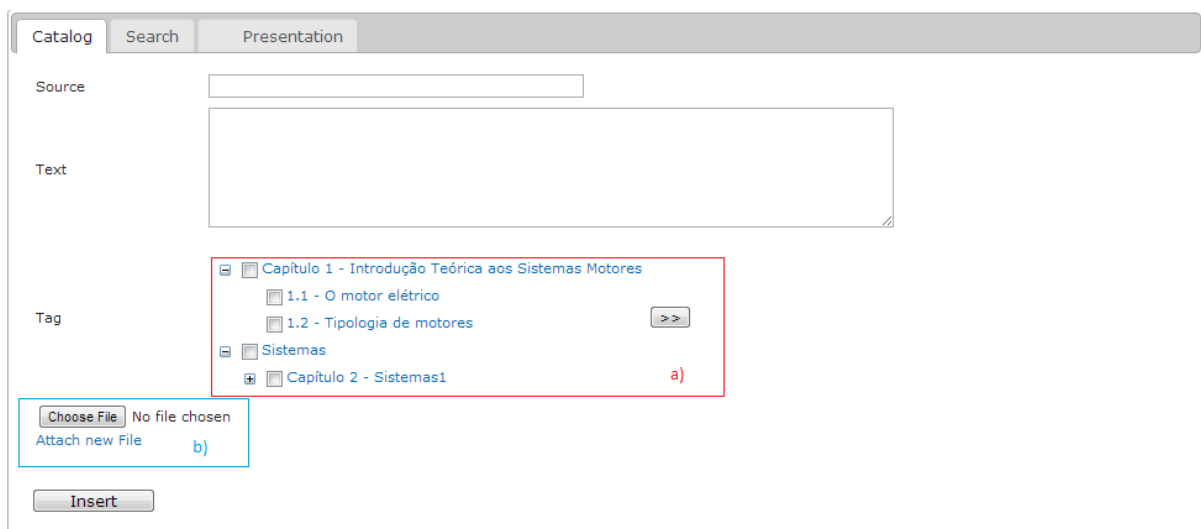 Catalog Search Presentation
Source
Text
Tag
Capítulo 1 - Introdução Teórica aos Sistemas Motores
1.1 - O motor elétrico
1.2 - Tipologia de motores
>>
Sistemas
Capítulo 2 - Sistemas1
a)
Choose File No file chosen
Attach new File
b)
Insert